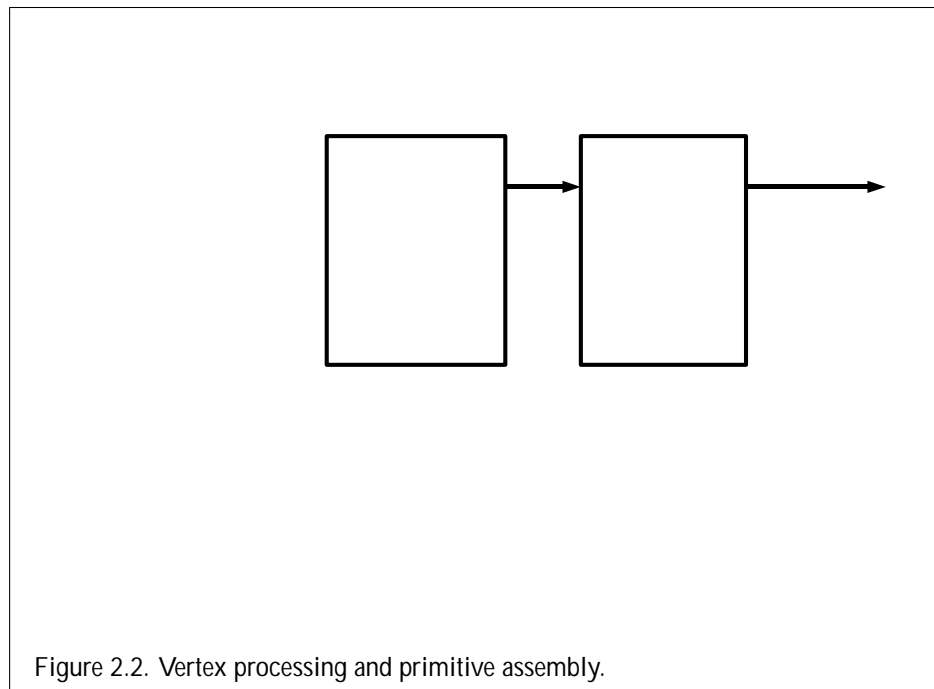 Figure 2.2. Vertex processing and primitive assembly.